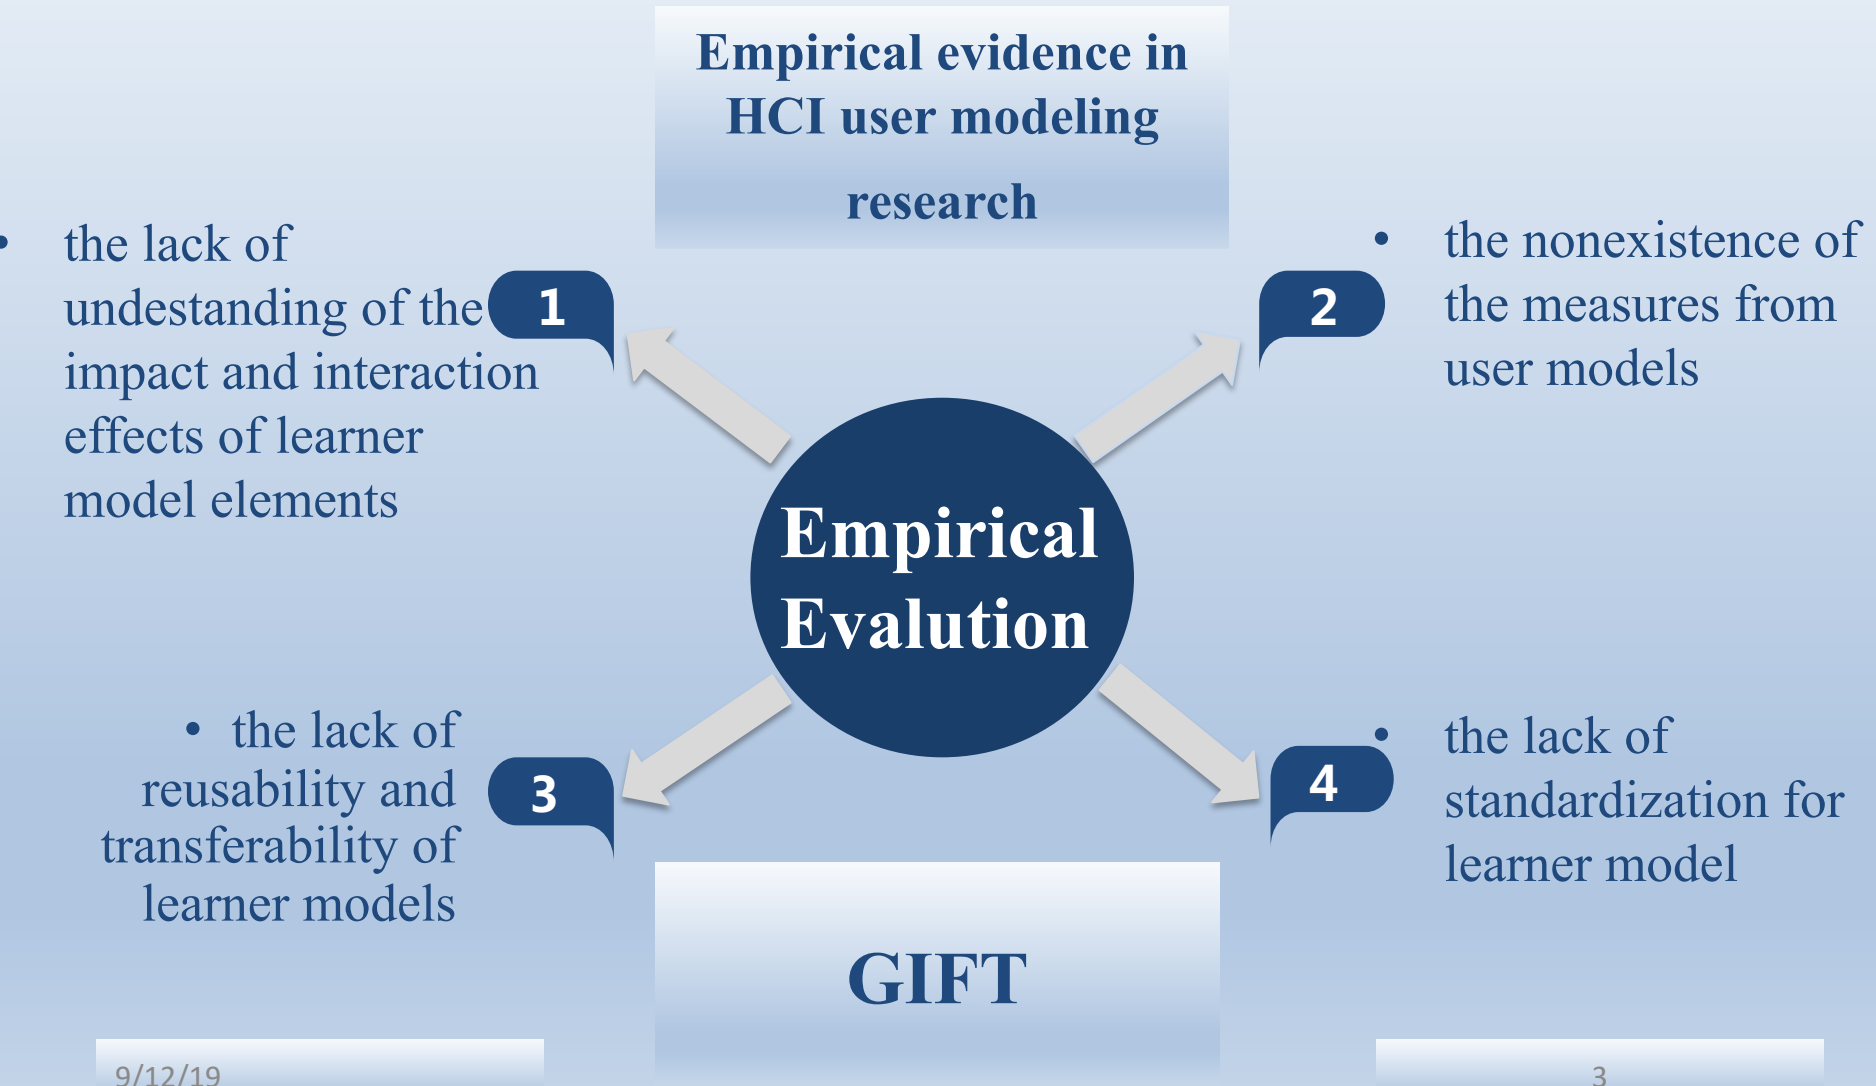 Empirical evidence in
HCI user modeling
research
• the lack of
undestanding of the
impact and interaction
effects of learner
model elements
1
2
• the nonexistence of
the measures from
user models
Empirical
Evalution
• the lack of
reusability and
transferability of
learner models
3
4
• the lack of
standardization for
learner model
GIFT
9/12/19
3